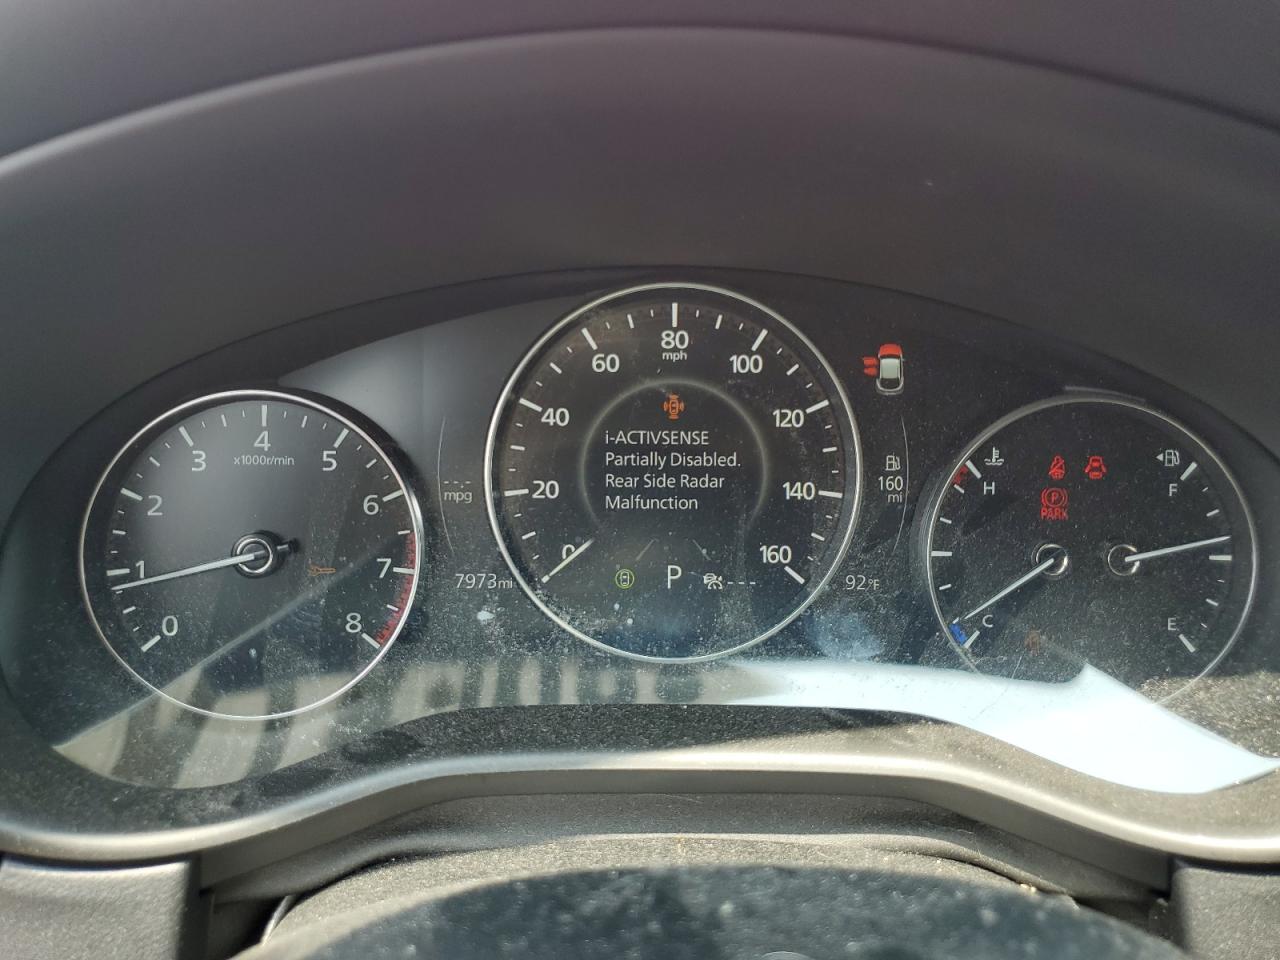 4
x1000r/min
3
5
2
6
1
7
0
8
---
mpg
7973mi
80
mph
60
100
40
120
20
140
0
160
i-ACTIVSENSE
Partially Disabled.
Rear Side Radar
Malfunction
P
----
160
mi
92°F
H
C
P
PARK
F
E